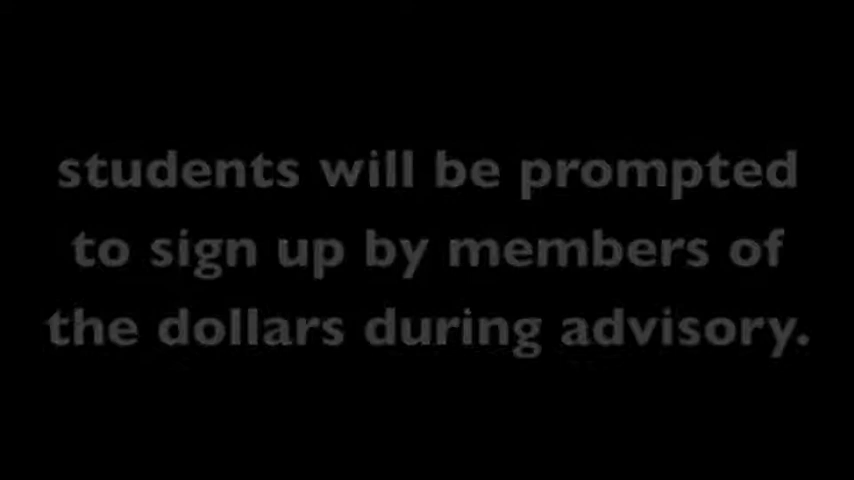 students will be prompted
to sign up by members of
the dollars during advisory.